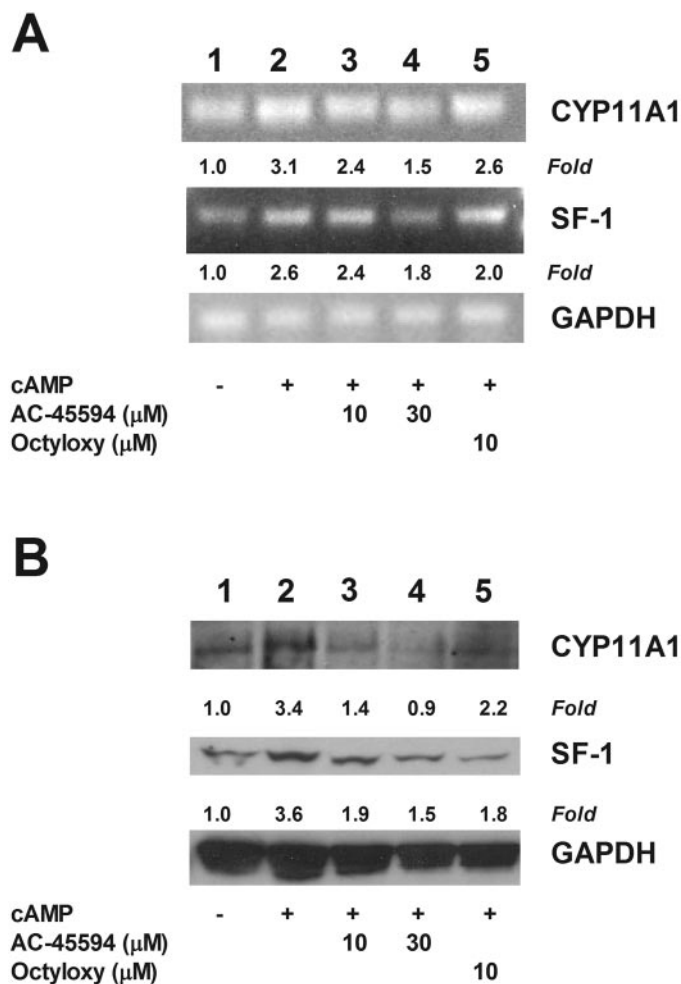 A
1 2 3 4 5
CYP11A1
1.0 3.1 2.4 1.5 2.6 Fold
SF-1
1.0 2.6 2.4 1.8 2.0 Fold
GAPDH
cAMP - + + + +
AC-45594 (μM) 10 30
Octyloxy (μM) 10
B
1 2 3 4 5
CYP11A1
1.0 3.4 1.4 0.9 2.2 Fold
SF-1
1.0 3.6 1.9 1.5 1.8 Fold
GAPDH
cAMP - + + + +
AC-45594 (μM) 10 30
Octyloxy (μM) 10